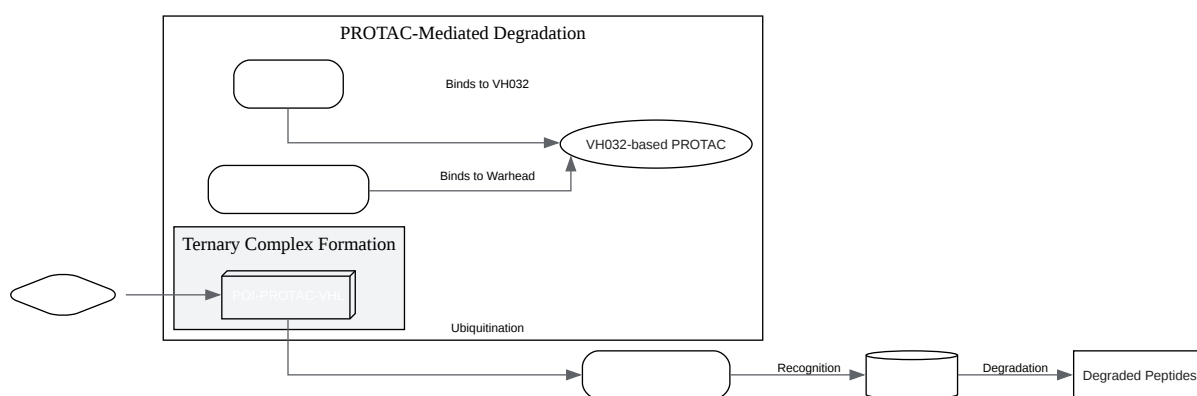 PROTAC-Mediated Degradation
Binds to VH032
VH032-based PROTAC
Binds to Warhead
Ternary Complex Formation
POI-PROTAC-VHL
Ubiquitination
Recognition
Degradation
Degraded Peptides